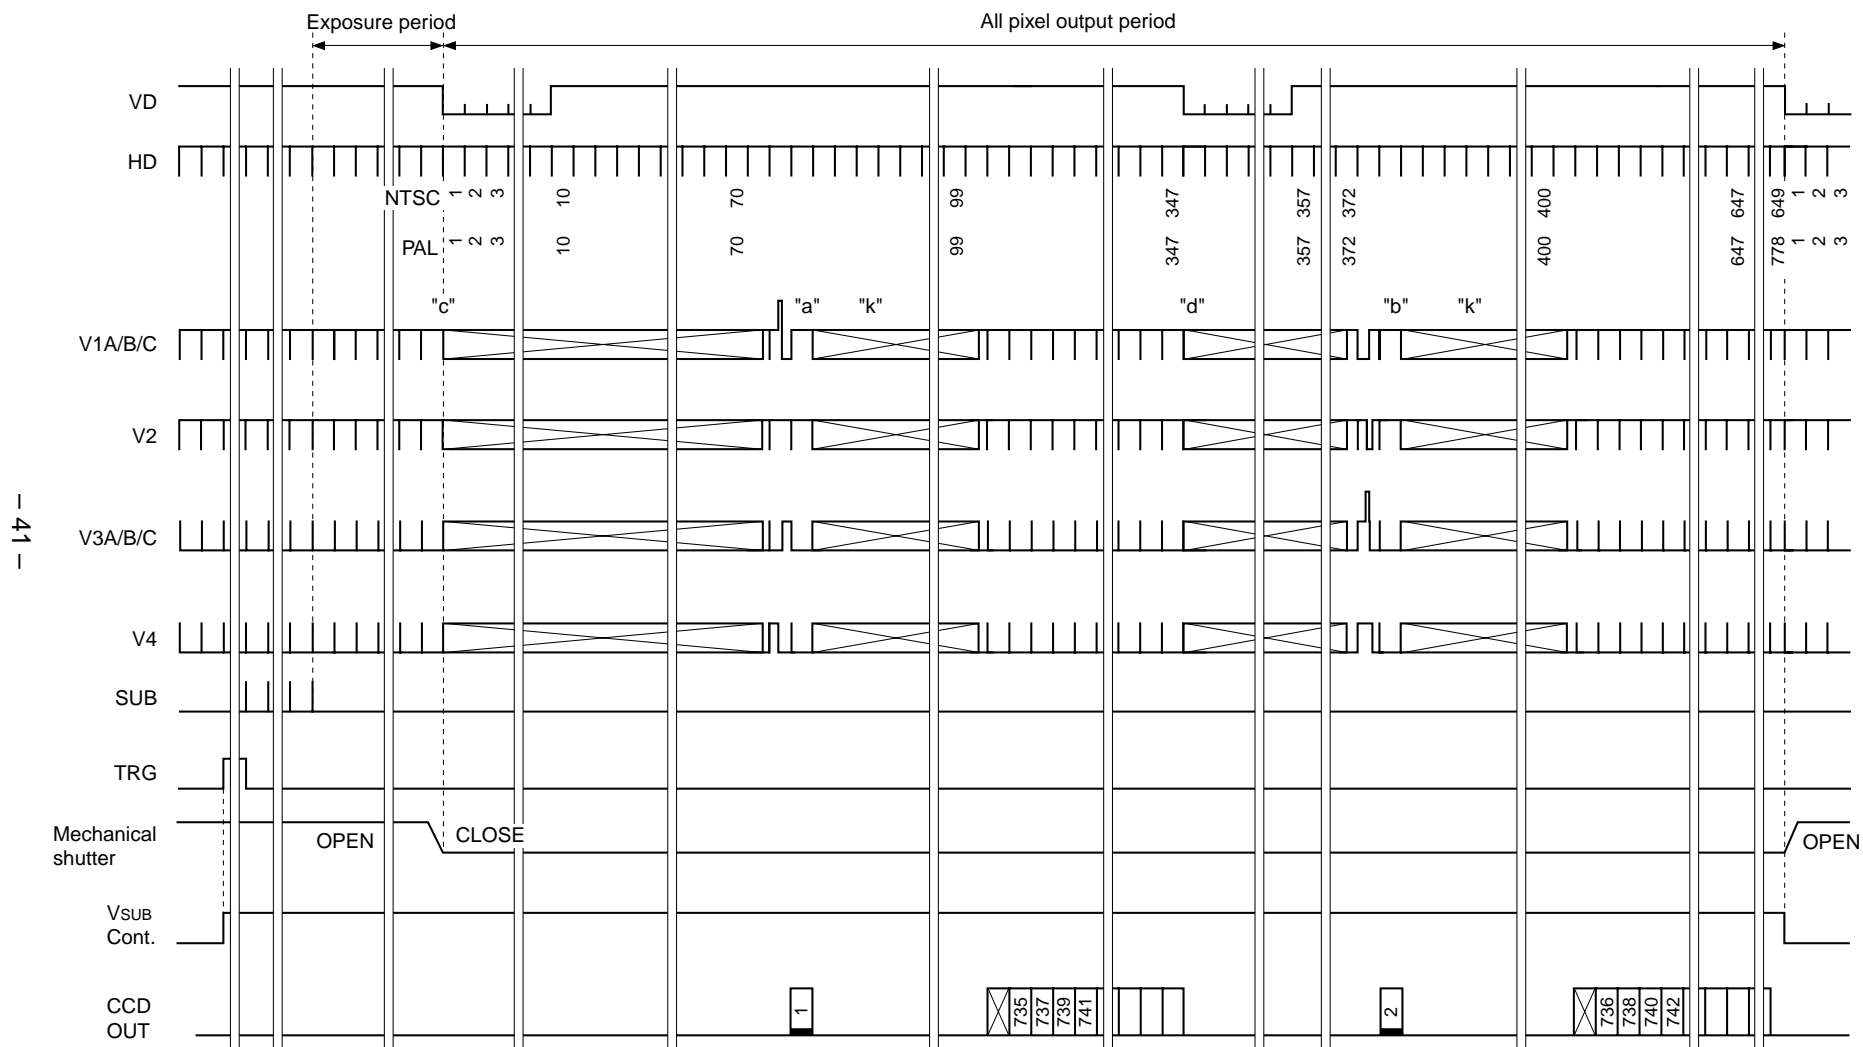 Exposure period
All pixel output period
VD
HD
NTSC 1 2 3 10 70 99 347 357 372 400 647 649 1 2 3
PAL 1 2 3 10 70 99 347 357 372 400 647 778 1 2 3
"c" "a" "k" "d" "b" "k"
V1A/B/C
V2
V3A/B/C
V4
SUB
TRG
Mechanical
shutter
OPEN CLOSE OPEN
VSUB
Cont.
CCD
OUT
1 735 737 739 741 2 736 738 740 742
– 41 –